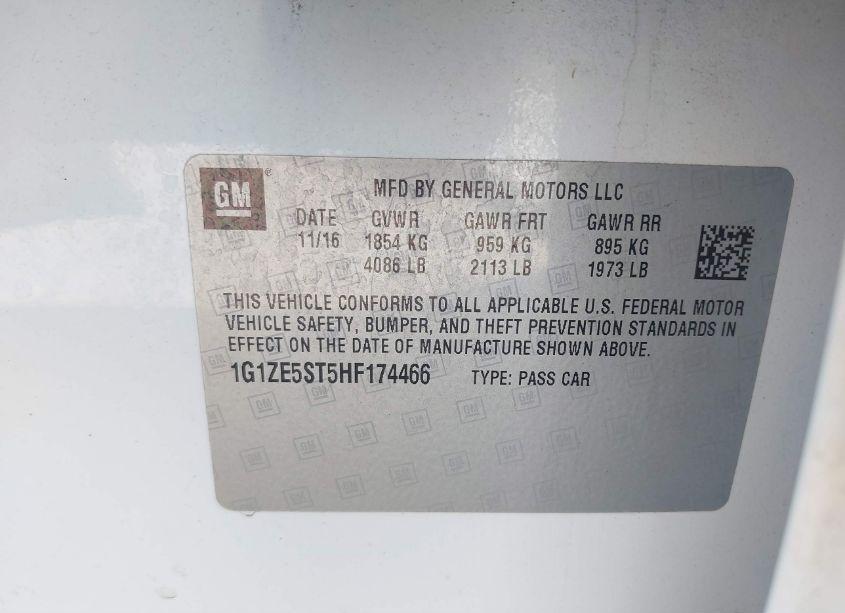 GM® MFD BY GENERAL MOTORS LLC
DATE GVWR GAWR FRT GAWR RR
11/16 1854 KG 959 KG 895 KG
4086 LB 2113 LB 1973 LB
THIS VEHICLE CONFORMS TO ALL APPLICABLE U.S. FEDERAL MOTOR
VEHICLE SAFETY, BUMPER, AND THEFT PREVENTION STANDARDS IN
EFFECT ON THE DATE OF MANUFACTURE SHOWN ABOVE.
1G1ZE5ST5HF174466 TYPE: PASS CAR